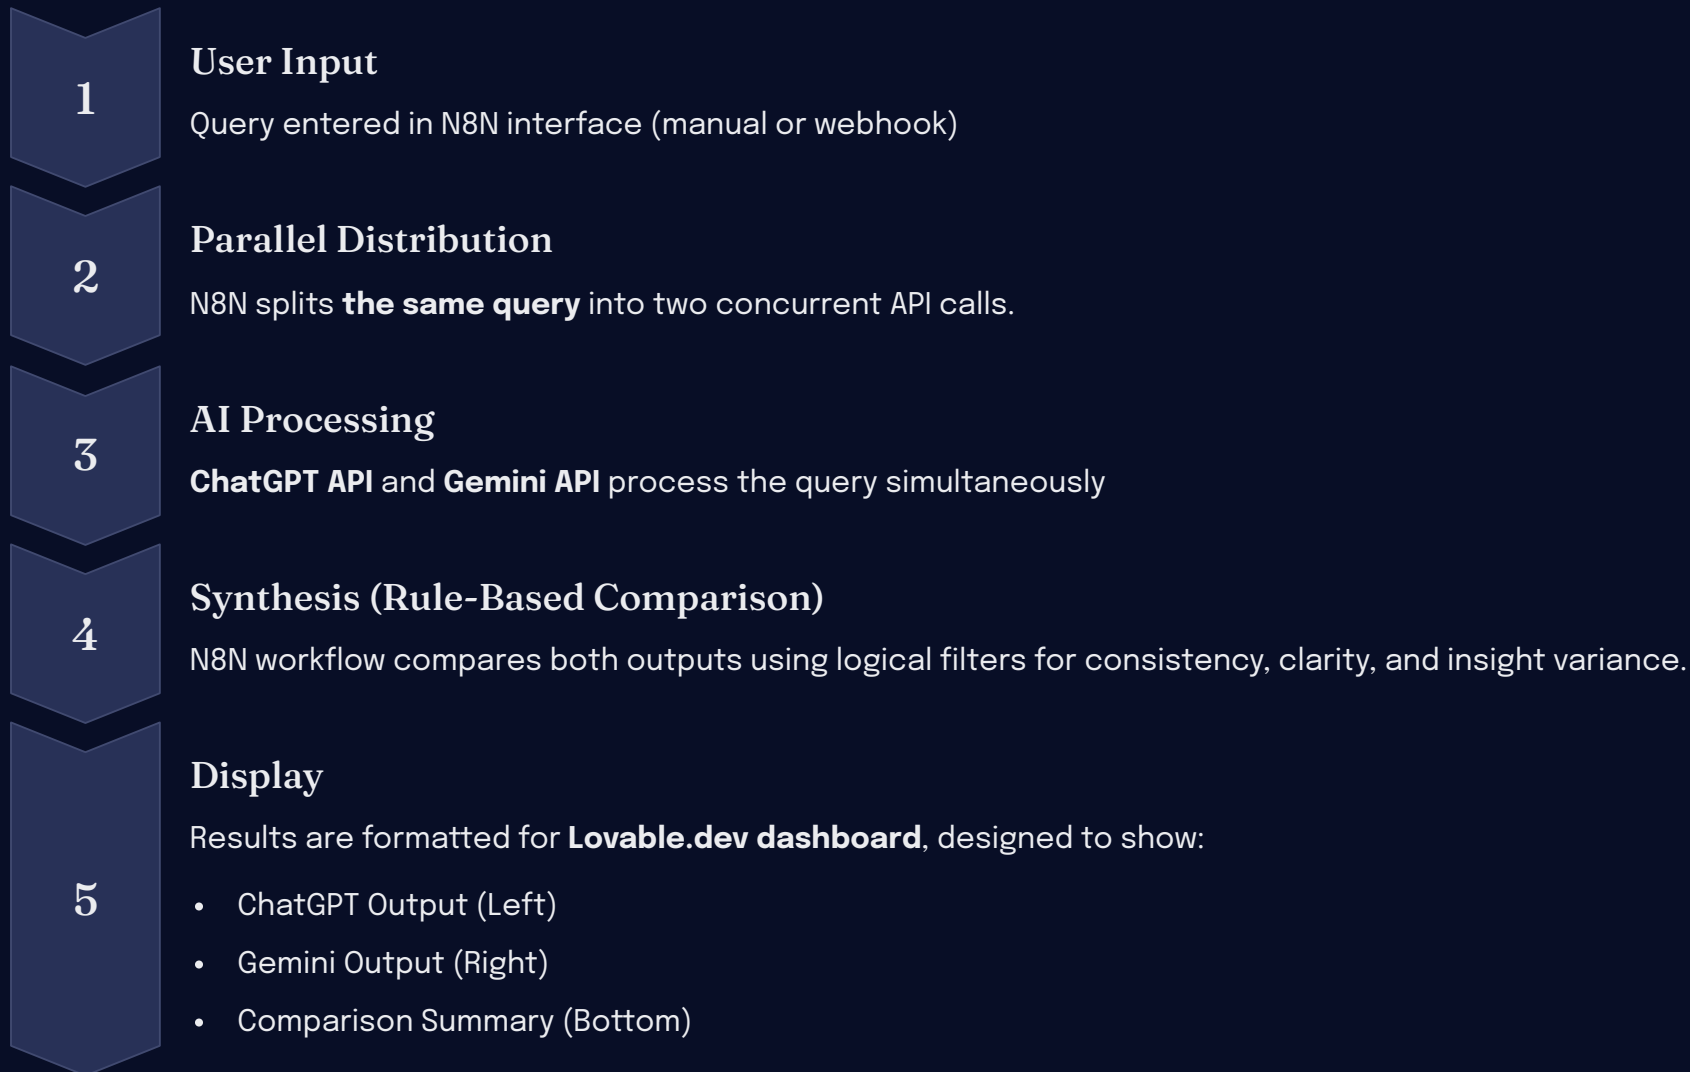 1
User Input
Query entered in N8N interface (manual or webhook)
2
Parallel Distribution
N8N splits the same query into two concurrent API calls.
3
AI Processing
ChatGPT API and Gemini API process the query simultaneously
4
Synthesis (Rule-Based Comparison)
N8N workflow compares both outputs using logical filters for consistency, clarity, and insight variance.
5
Display
Results are formatted for Lovable.dev dashboard, designed to show:
• ChatGPT Output (Left)
• Gemini Output (Right)
• Comparison Summary (Bottom)